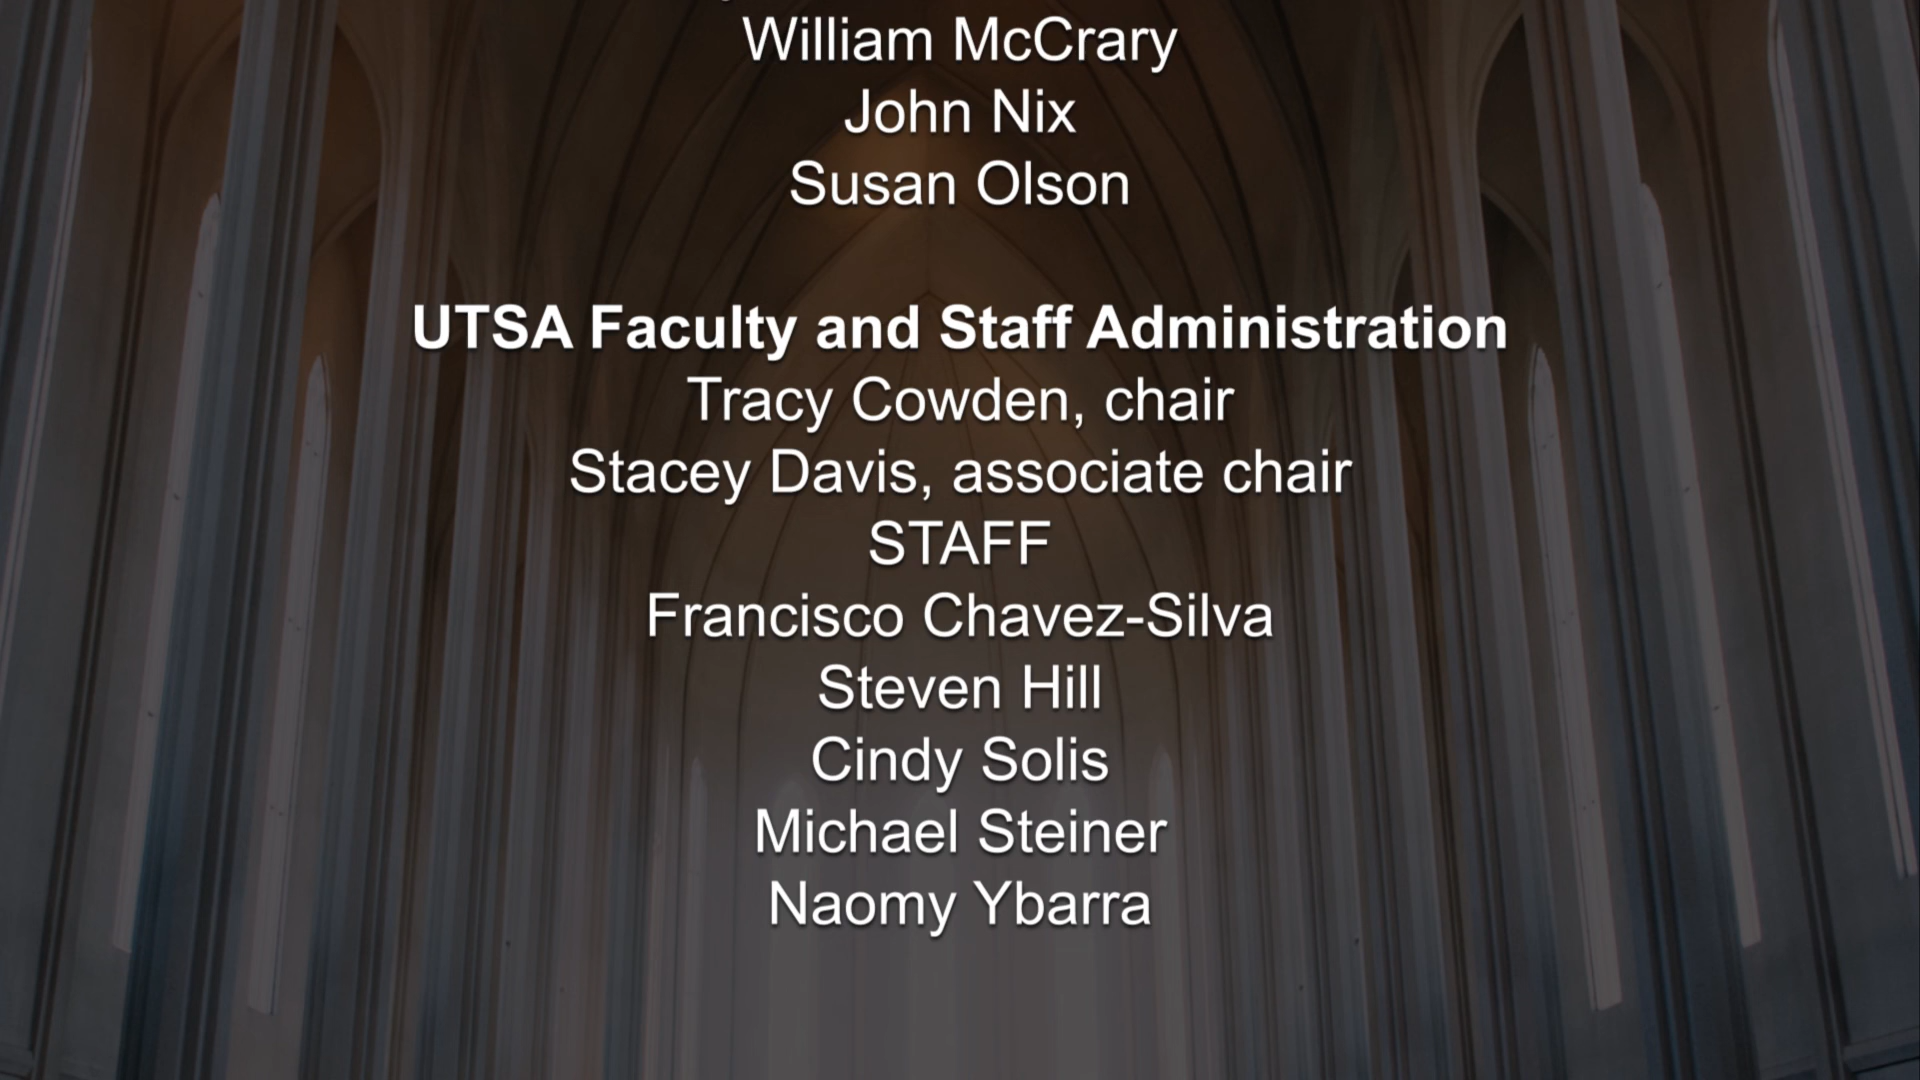 William McCrary
John Nix
Susan Olson
UTSA Faculty and Staff Administration
Tracy Cowden, chair
Stacey Davis, associate chair
STAFF
Francisco Chavez-Silva
Steven Hill
Cindy Solis
Michael Steiner
Naomy Ybarra